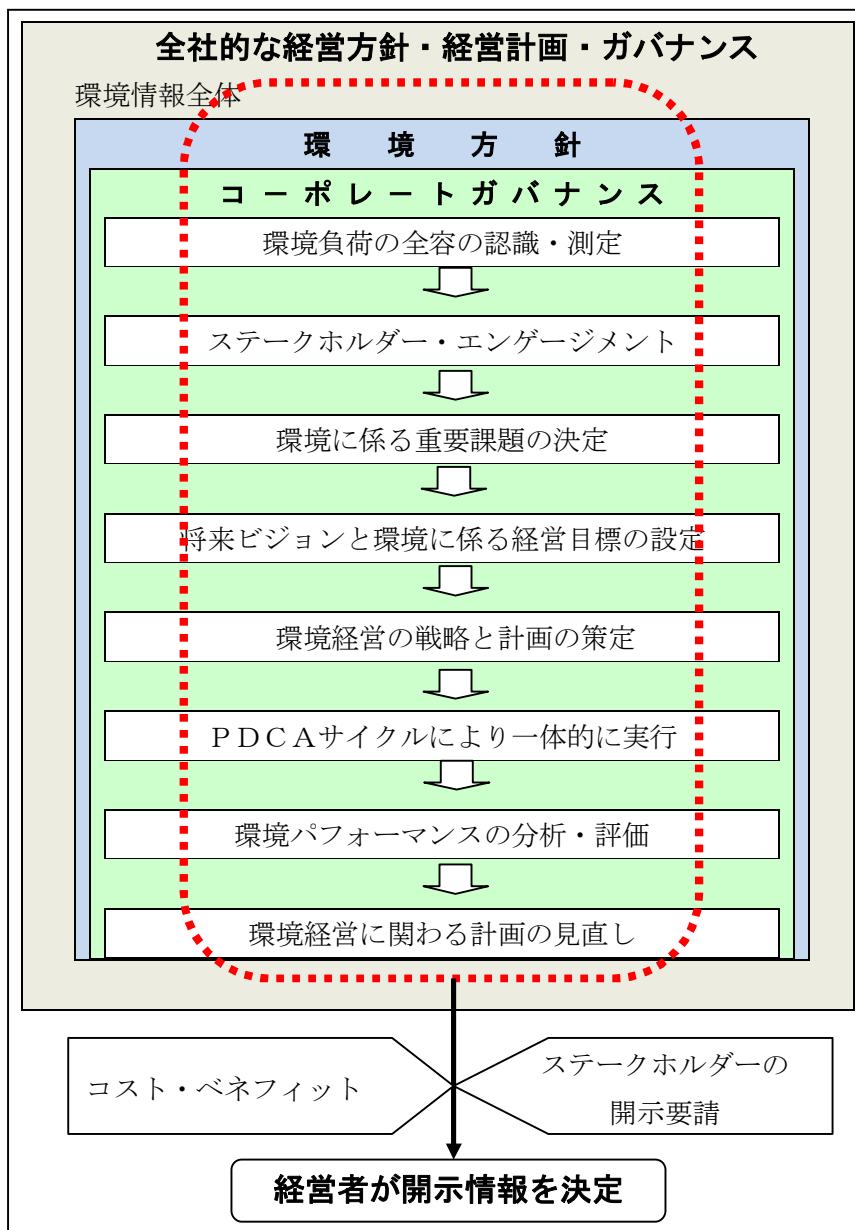 全社的な経営方針・経営計画・ガバナンス
環境情報全体
環　境　方　針
コーポレートガバナンス
環境負荷の全容の認識・測定
ステークホルダー・エンゲージメント
環境に係る重要課題の決定
将来ビジョンと環境に係る経営目標の設定
環境経営の戦略と計画の策定
ＰＤＣＡサイクルにより一体的に実行
環境パフォーマンスの分析・評価
環境経営に関わる計画の見直し
コスト・ベネフィット
ステークホルダーの
開示要請
経営者が開示情報を決定